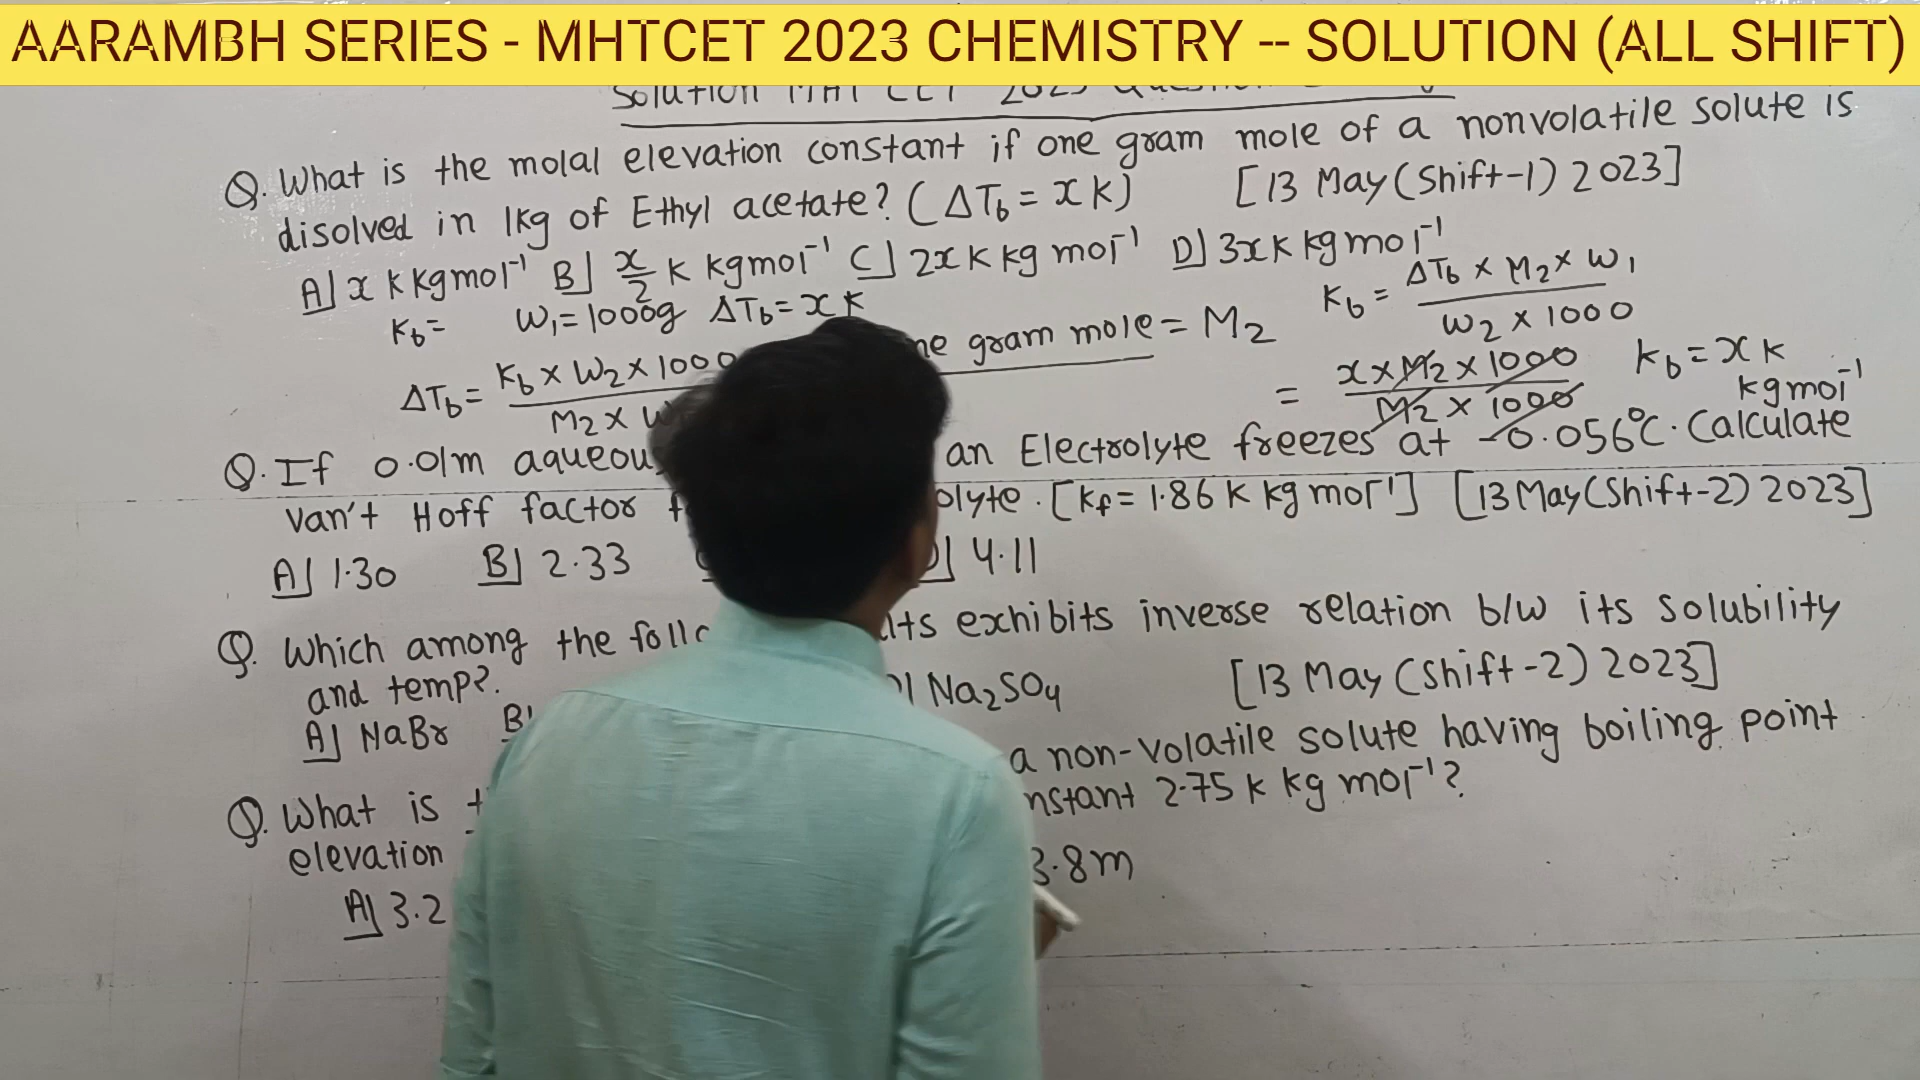 AARAMBH SERIES - MHTCET 2023 CHEMISTRY -- SOLUTION (ALL SHIFT)
Solution MHT CET 2023
Q. What is the molal elevation constant if one gram mole of a nonvolatile solute is
disolved in 1kg of Ethyl acetate? (ΔTb = x K) [13 May (Shift-1) 2023]
A] x K kg mol⁻¹ B] x/2 K kg mol⁻¹ C] 2x K kg mol⁻¹ D] 3x K kg mol⁻¹
Kb = W₁ = 1000g ΔTb = x K
gram mole = M₂
Kb = ΔTb × M₂ × W₁ / W₂ × 1000
ΔTb = Kb × W₂ × 1000 / M₂ ×
= x × M₂ × 1000 / M₂ × 1000 Kb = x K kg mol⁻¹
Q. If 0.01m an Electrolyte freezes at -0.056°C. Calculate
Van't Hoff factor [Kf = 1.86 K kg mol⁻¹] [13 May (Shift-2) 2023]
A] 1.30 B] 2.33 D] 4.11
Q. Which among the exhibits inverse relation b/w its solubility
and temp?. [13 May (Shift-2) 2023]
A] NaBr B] Na₂SO₄
Q. What is a non-volatile solute having boiling point
elevation 2.75 K kg mol⁻¹?
A] 3.2 3.8m